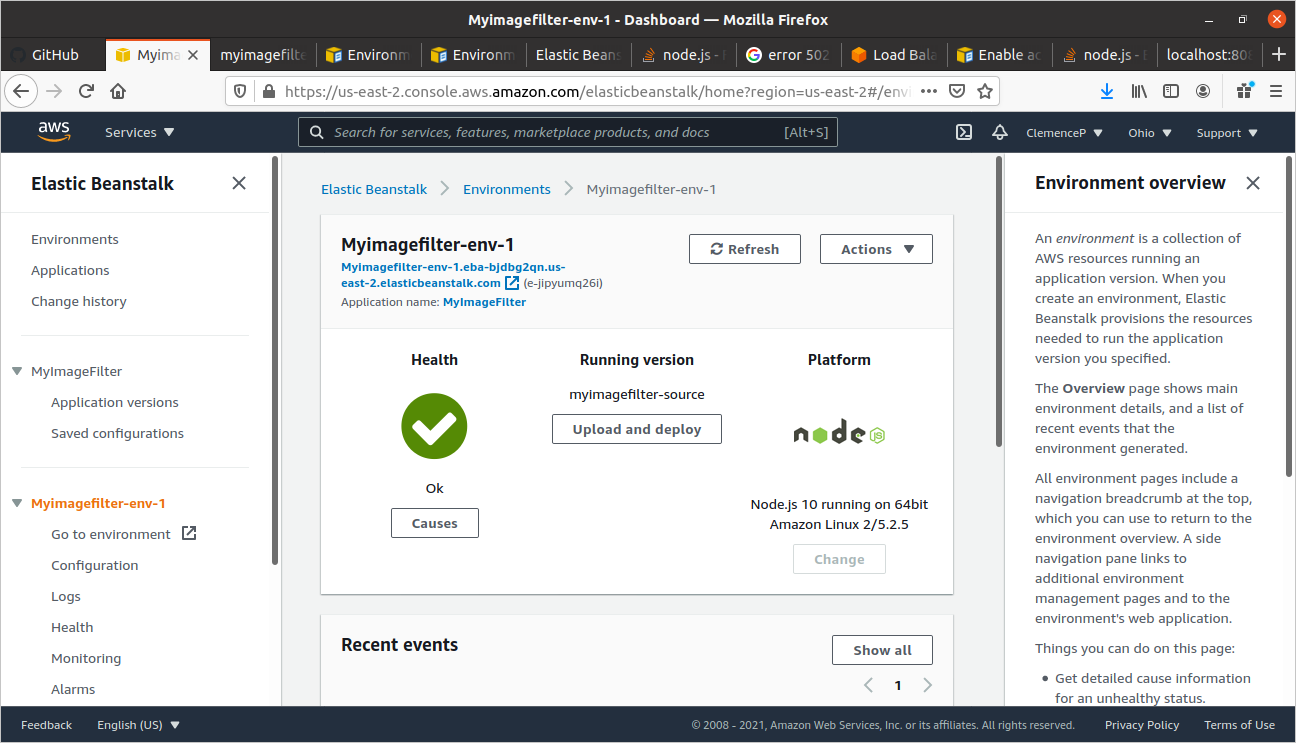 Myimagefilter-env-1 - Dashboard — Mozilla Firefox
GitHub
Myima
myimagefilte
Environm
Environm
Elastic Beans
node.js -
error 502
Load Bala
Enable ac
node.js -
localhost:808
https://us-east-2.console.aws.amazon.com/elasticbeanstalk/home?region=us-east-2#/envi
aws
Services
Search for services, features, marketplace products, and docs
[Alt+S]
ClemenceP
Ohio
Support
Elastic Beanstalk
Environments
Applications
Change history
MyImageFilter
Application versions
Saved configurations
Myimagefilter-env-1
Go to environment
Configuration
Logs
Health
Monitoring
Alarms
Elastic Beanstalk
Environments
Myimagefilter-env-1
Myimagefilter-env-1
Myimagefilter-env-1.eba-bjdbg2qn.us-
east-2.elasticbeanstalk.com (e-jipyumq26i)
Application name: MyImageFilter
Refresh
Actions
Health
Ok
Causes
Running version
myimagefilter-source
Upload and deploy
Platform
node
JS
Node.js 10 running on 64bit
Amazon Linux 2/5.2.5
Change
Recent events
Show all
1
Environment overview
An environment is a collection of
AWS resources running an
application version. When you
create an environment, Elastic
Beanstalk provisions the resources
needed to run the application
version you specified.
The Overview page shows main
environment details, and a list of
recent events that the
environment generated.
All environment pages include a
navigation breadcrumb at the top,
which you can use to return to the
environment overview. A side
navigation pane links to
additional environment
management pages and to the
environment's web application.
Things you can do on this page:
• Get detailed cause information
for an unhealthy status.
Feedback
English (US)
© 2008 - 2021, Amazon Web Services, Inc. or its affiliates. All rights reserved.
Privacy Policy
Terms of Use